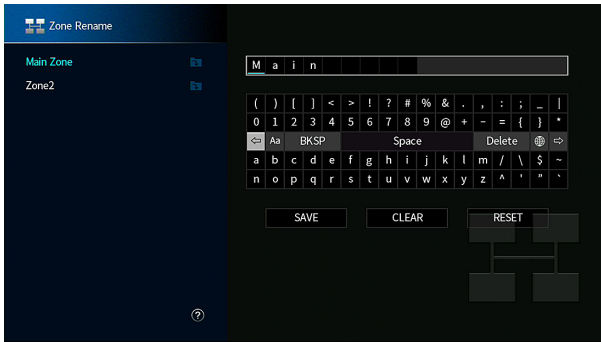 Zone Rename
Main Zone
Zone2
Main
( ) [ ] < > ! ? # % & . , : ; _ |
0 1 2 3 4 5 6 7 8 9 @ + - = { } *
⇦ Aa BKSP Space Delete ⇨
a b c d e f g h i j k l m / \ $ ~
n o p q r s t u v w x y z ^ ' " `
SAVE CLEAR RESET
?